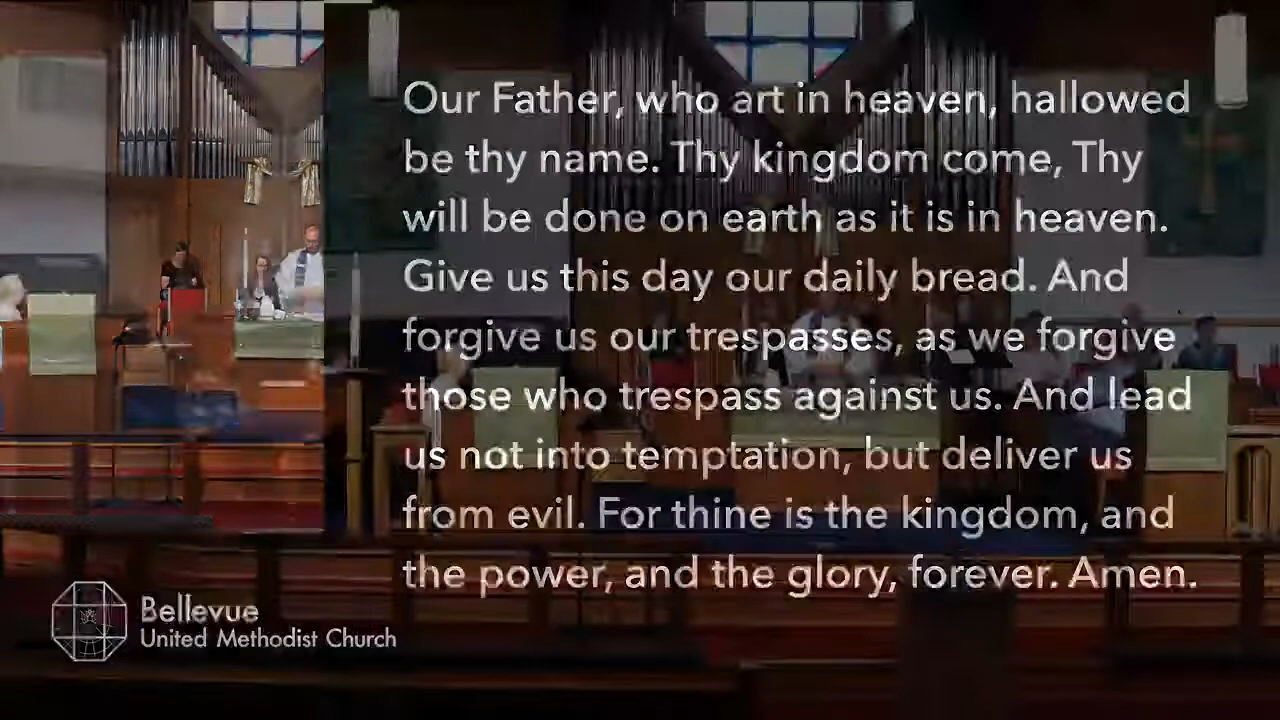 Our Father, who art in heaven, hallowed
be thy name. Thy kingdom come, Thy
will be done on earth as it is in heaven.
Give us this day our daily bread. And
forgive us our trespasses, as we forgive
those who trespass against us. And lead
us not into temptation, but deliver us
from evil. For thine is the kingdom, and
the power, and the glory, forever. Amen.
Bellevue
United Methodist Church